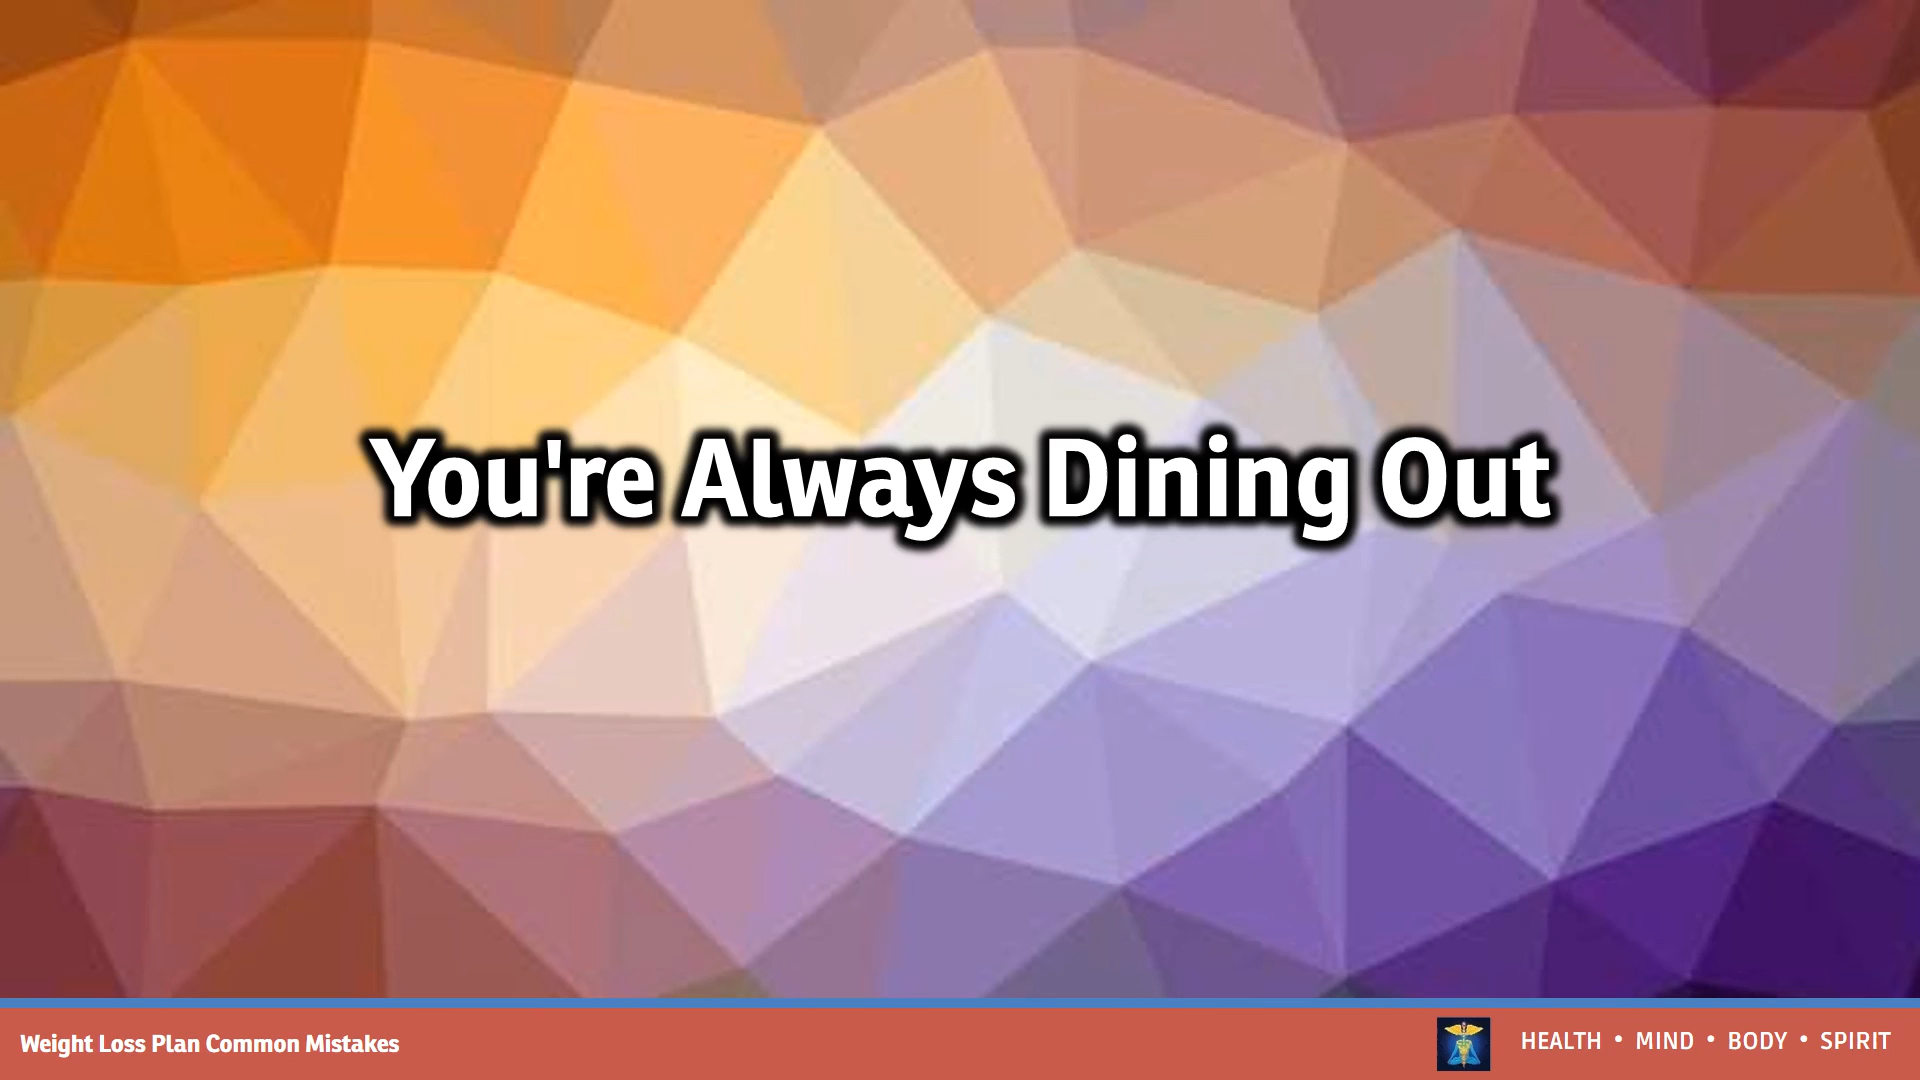 You're Always Dining Out
Weight Loss Plan Common Mistakes
HEALTH • MIND • BODY • SPIRIT